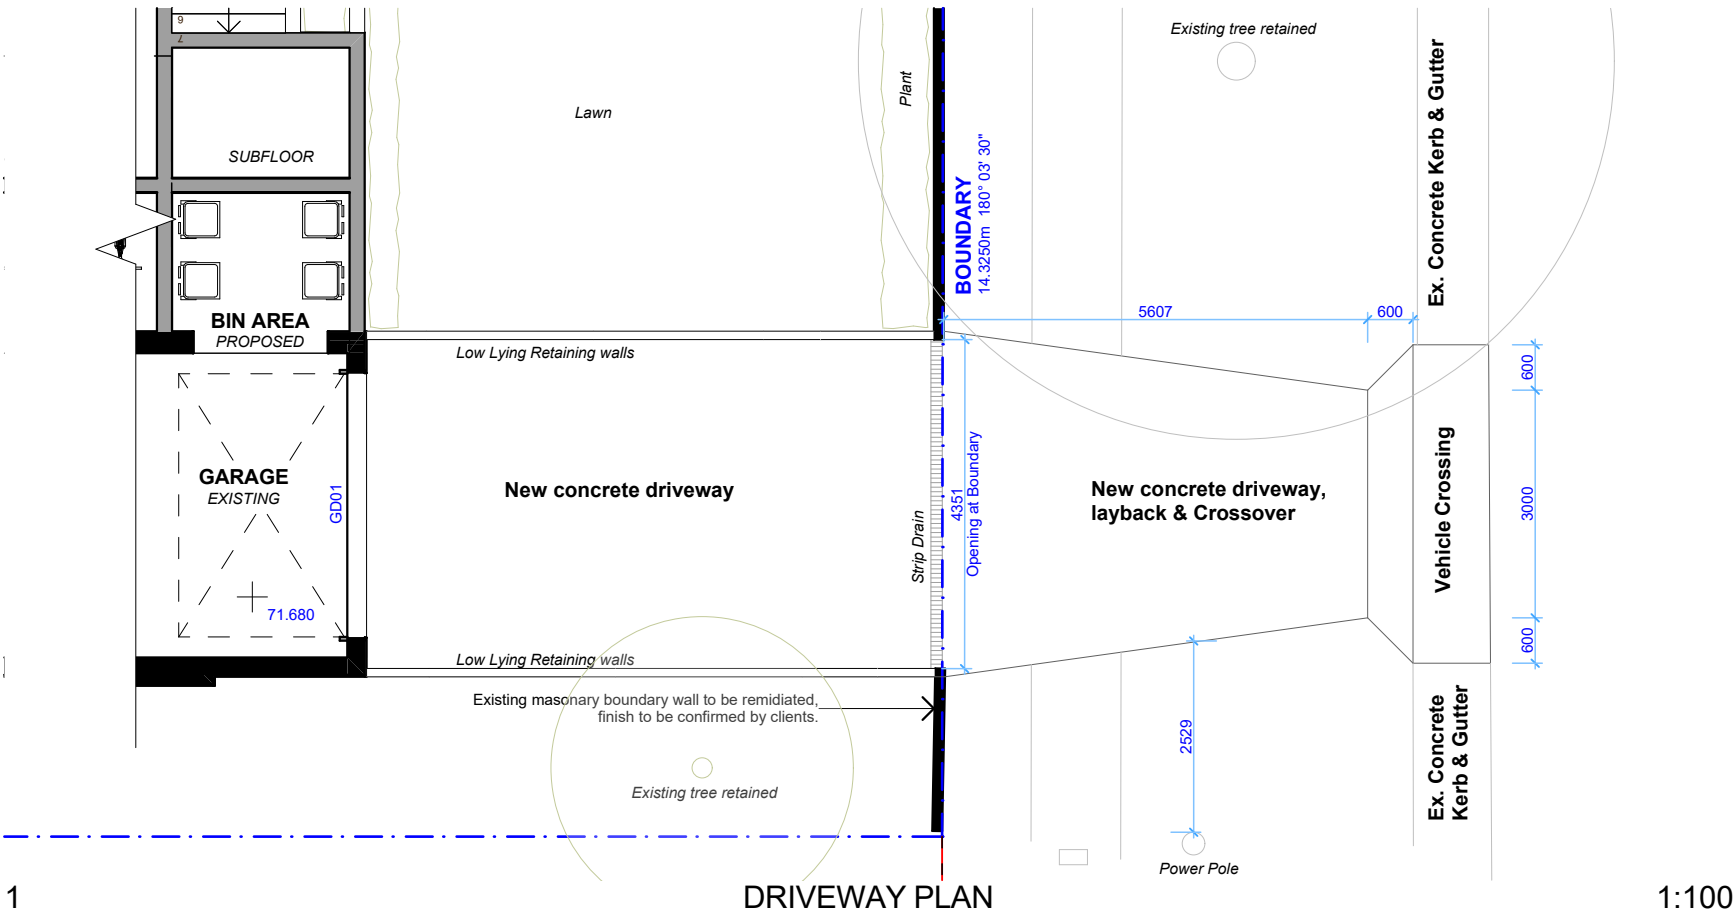 6
7
Existing tree retained
Ex. Concrete Kerb & Gutter
Plant
Lawn
SUBFLOOR
BOUNDARY
14.3250m 180° 03' 30"
BIN AREA
PROPOSED
5607
600
Low Lying Retaining walls
600
GARAGE
EXISTING
GD01
New concrete driveway
Strip Drain
4351
Opening at Boundary
New concrete driveway,
layback & Crossover
Vehicle Crossing
3000
71.680
600
Low Lying Retaining walls
Existing masonary boundary wall to be remidiated,
finish to be confirmed by clients.
2529
Ex. Concrete
Kerb & Gutter
Existing tree retained
Power Pole
1
DRIVEWAY PLAN
1:100